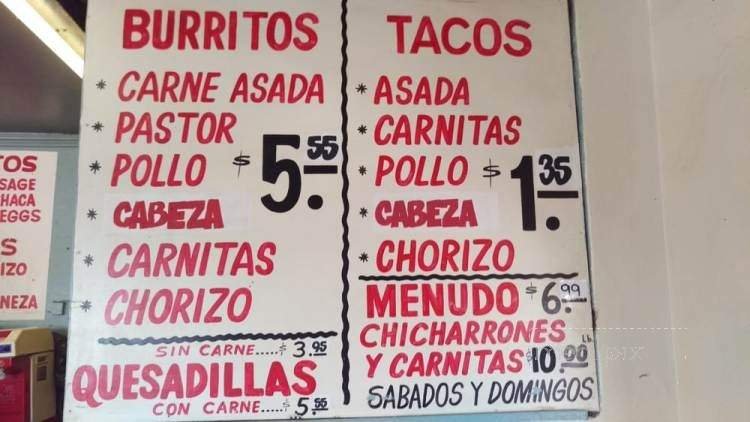 BURRITOS
* CARNE ASADA
* PASTOR
* POLLO
* CABEZA
* CARNITAS
* CHORIZO
$ 5.55
SIN CARNE.....$ 3.95
QUESADILLAS
CON CARNE.....$ 5.55
TACOS
* ASADA
* CARNITAS
* POLLO
* CABEZA
* CHORIZO
$ 1.35
MENUDO $ 6.99
CHICHARRONES
Y CARNITAS $10.00 Lb.
SABADOS Y DOMINGOS
TOS
SAGE
HACA
EGGS
S
IZO
NEZA